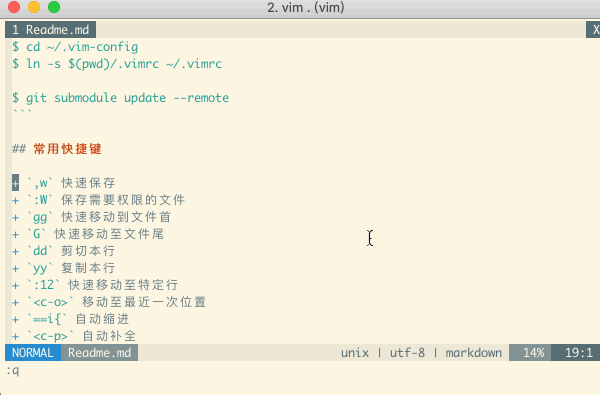 2. vim . (vim)
1 Readme.md X
$ cd ~/.vim-config
$ ln -s $(pwd)/.vimrc ~/.vimrc
$ git submodule update --remote
```
## 常用快捷键
+ `,w` 快速保存
+ `:W` 保存需要权限的文件
+ `gg` 快速移动到文件首
+ `G` 快速移动至文件尾
+ `dd` 剪切本行
+ `yy` 复制本行
+ `:12` 快速移动至特定行
+ `<c-o>` 移动至最近一次位置
+ `==i{` 自动缩进
+ `<c-p>` 自动补全
NORMAL Readme.md unix | utf-8 | markdown 14% 19:1
:q